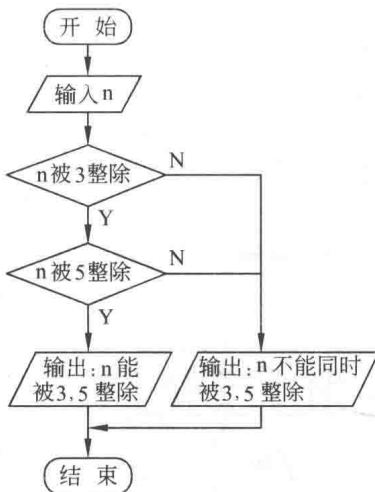 开 始
输入n
n被3整除
N
Y
n被5整除
N
Y
输出:n能
被3,5整除
输出:n不能同时
被3,5整除
结 束